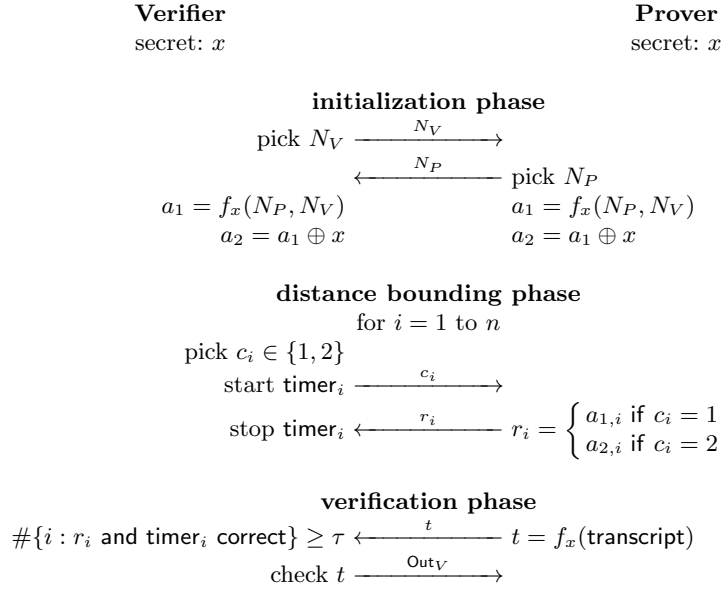 Verifier Prover
secret: x secret: x
initialization phase
pick N_V N_V
N_P pick N_P
a_1 = f_x(N_P, N_V) a_1 = f_x(N_P, N_V)
a_2 = a_1 ⊕ x a_2 = a_1 ⊕ x
distance bounding phase
for i = 1 to n
pick c_i ∈ {1, 2}
start timer_i c_i
stop timer_i r_i r_i = { a_{1,i} if c_i = 1
a_{2,i} if c_i = 2
verification phase
#{i : r_i and timer_i correct} ≥ τ t t = f_x(transcript)
check t Out_V